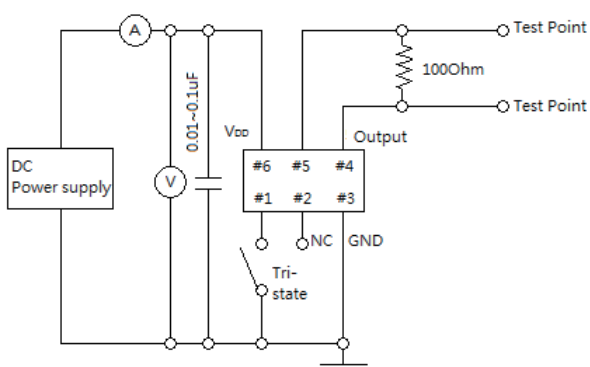 A
Test Point
100Ohm
Test Point
0.01~0.1uF
VDD
Output
DC
Power supply
V
#6 #5 #4
#1 #2 #3
NC GND
Tri-
state